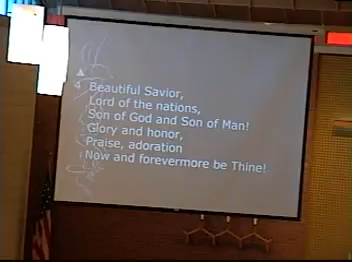 4 Beautiful Savior,
Lord of the nations,
Son of God and Son of Man!
Glory and honor,
Praise, adoration
Now and forevermore be Thine!